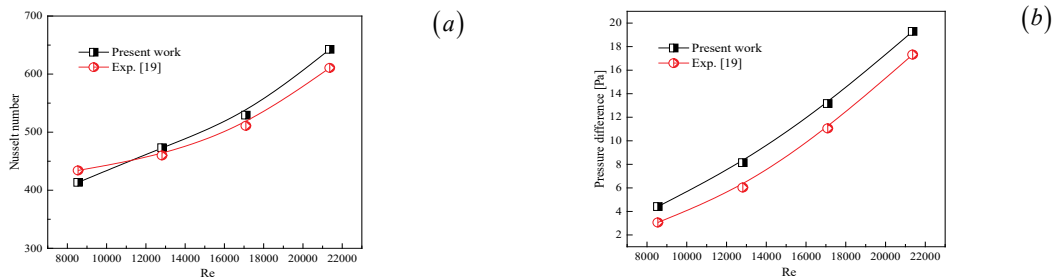 700
600
500
400
300
Nusselt number
Present work
Exp. [19]
8000 10000 12000 14000 16000 18000 20000 22000
Re
(a)
20
18
16
14
12
10
8
6
4
2
Pressure difference [Pa]
Present work
Exp. [19]
8000 10000 12000 14000 16000 18000 20000 22000
Re
(b)